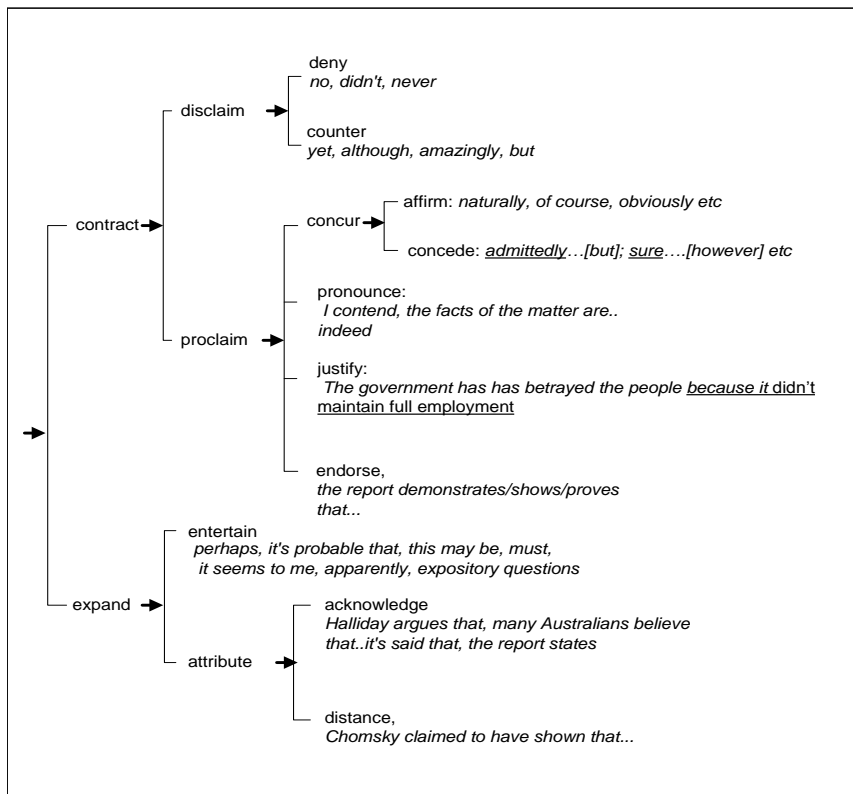 deny
no, didn't, never
disclaim
counter
yet, although, amazingly, but
affirm: naturally, of course, obviously etc
contract
concur
concede: admittedly…[but]; sure….[however] etc
pronounce:
I contend, the facts of the matter are..
indeed
proclaim
justify:
The government has has betrayed the people because it didn't
maintain full employment
endorse,
the report demonstrates/shows/proves
that...
entertain
perhaps, it's probable that, this may be, must,
it seems to me, apparently, expository questions
expand
acknowledge
Halliday argues that, many Australians believe
that..it's said that, the report states
attribute
distance,
Chomsky claimed to have shown that...